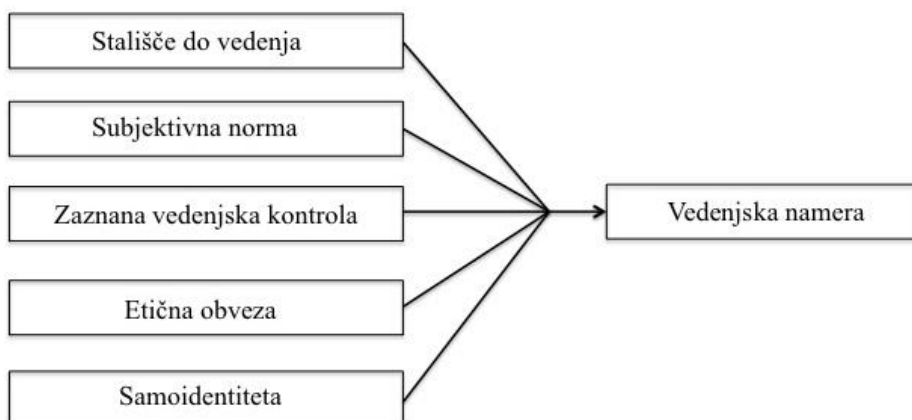 Stališče do vedenja
Subjektivna norma
Zaznana vedenjska kontrola
Vedenjska namera
Etična obveza
Samoidentiteta